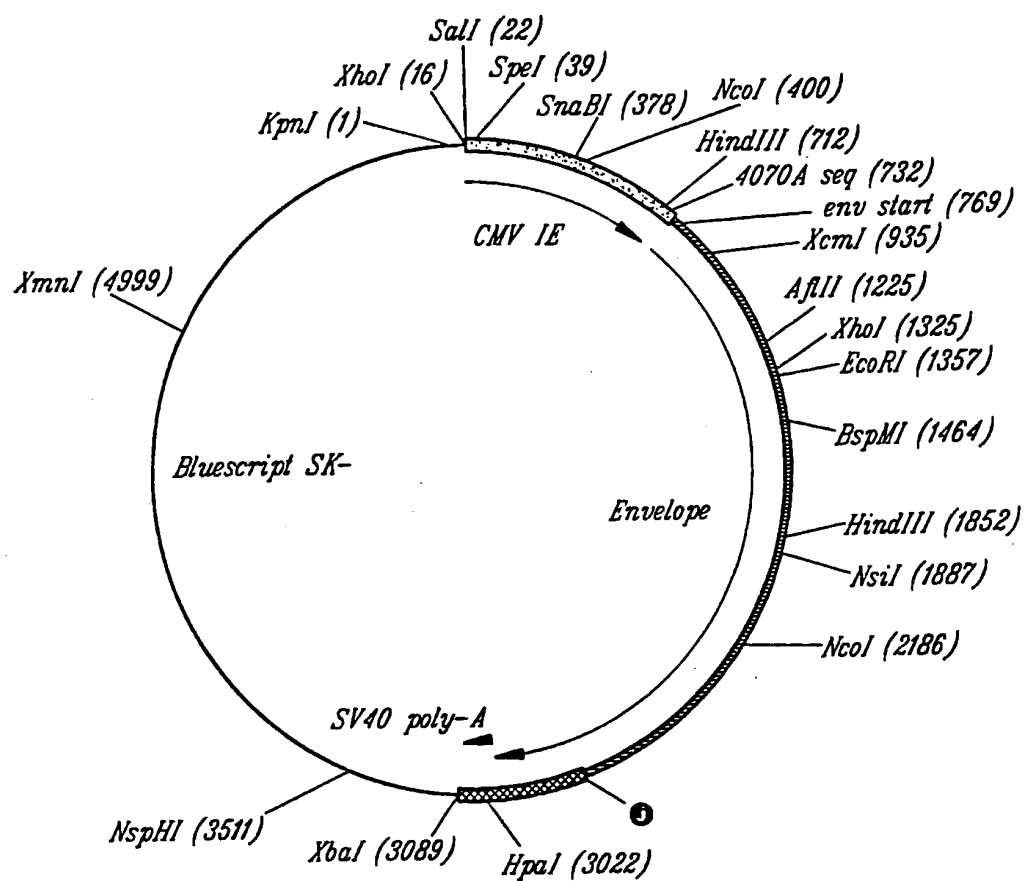 SalI (22)
XhoI (16)
SpeI (39)
NcoI (400)
SnaBI (378)
KpnI (1)
HindIII (712)
4070A seq (732)
env start (769)
CMV IE
XcmI (935)
XmnI (4999)
AflII (1225)
XhoI (1325)
EcoRI (1357)
BspMI (1464)
Bluescript SK-
Envelope
HindIII (1852)
NsiI (1887)
NcoI (2186)
SV40 poly-A
j
NspHI (3511)
XbaI (3089)
HpaI (3022)